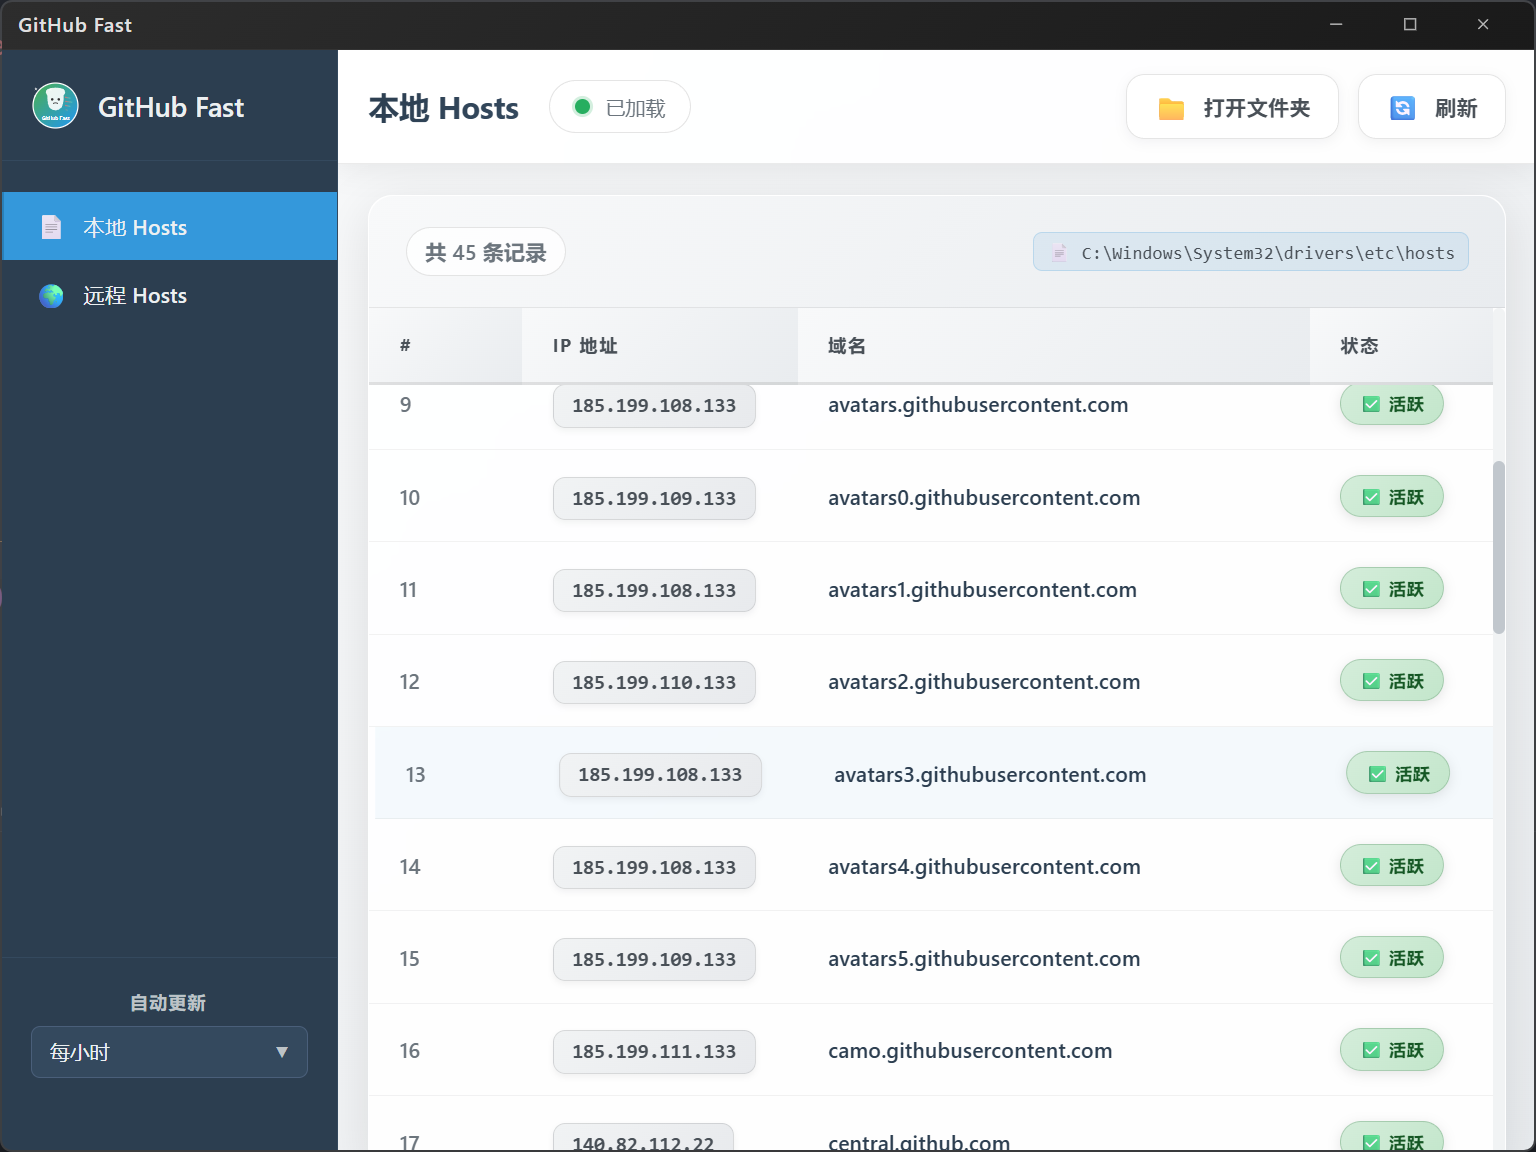 GitHub Fast
GitHub Fast
本地 Hosts
远程 Hosts
自动更新
每小时
本地 Hosts
已加载
打开文件夹
刷新
共 45 条记录
C:\Windows\System32\drivers\etc\hosts
# IP 地址 域名 状态
9 185.199.108.133 avatars.githubusercontent.com 活跃
10 185.199.109.133 avatars0.githubusercontent.com 活跃
11 185.199.108.133 avatars1.githubusercontent.com 活跃
12 185.199.110.133 avatars2.githubusercontent.com 活跃
13 185.199.108.133 avatars3.githubusercontent.com 活跃
14 185.199.108.133 avatars4.githubusercontent.com 活跃
15 185.199.109.133 avatars5.githubusercontent.com 活跃
16 185.199.111.133 camo.githubusercontent.com 活跃
17 140.82.112.22 central.github.com 活跃